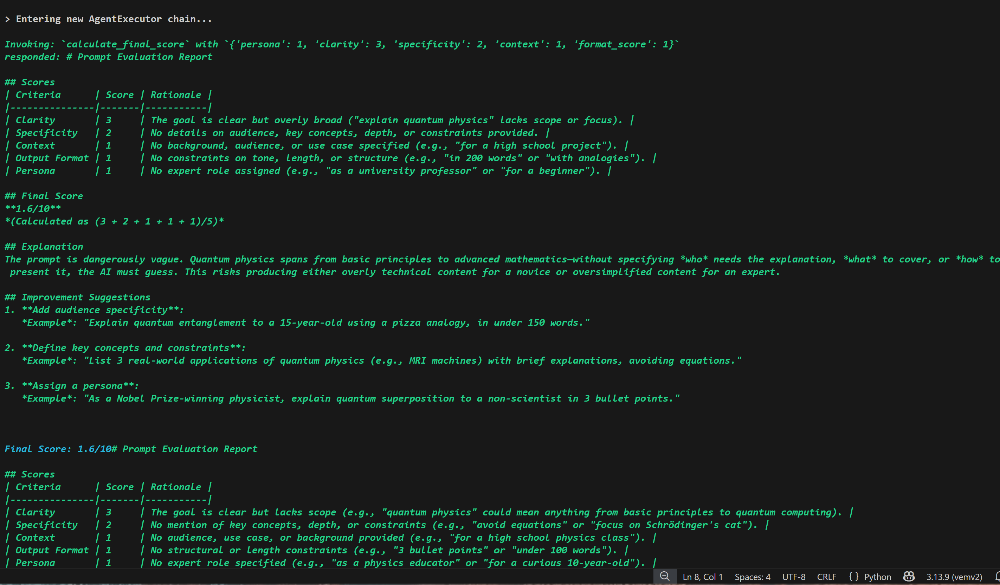 > Entering new AgentExecutor chain...
Invoking: `calculate_final_score` with `{'persona': 1, 'clarity': 3, 'specificity': 2, 'context': 1, 'format_score': 1}`
responded: # Prompt Evaluation Report
## Scores
| Criteria      | Score | Rationale |
|---------------|-------|-----------|
| Clarity       | 3     | The goal is clear but overly broad ("explain quantum physics" lacks scope or focus). |
| Specificity   | 2     | No details on audience, key concepts, depth, or constraints provided. |
| Context       | 1     | No background, audience, or use case specified (e.g., "for a high school project"). |
| Output Format | 1     | No constraints on tone, length, or structure (e.g., "in 200 words" or "with analogies"). |
| Persona       | 1     | No expert role assigned (e.g., "as a university professor" or "for a beginner"). |
## Final Score
**1.6/10**
*(Calculated as (3 + 2 + 1 + 1 + 1)/5)*
## Explanation
The prompt is dangerously vague. Quantum physics spans from basic principles to advanced mathematics—without specifying *who* needs the explanation, *what* to cover, or *how* to
present it, the AI must guess. This risks producing either overly technical content for a novice or oversimplified content for an expert.
## Improvement Suggestions
1. **Add audience specificity**:
*Example*: "Explain quantum entanglement to a 15-year-old using a pizza analogy, in under 150 words."
2. **Define key concepts and constraints**:
*Example*: "List 3 real-world applications of quantum physics (e.g., MRI machines) with brief explanations, avoiding equations."
3. **Assign a persona**:
*Example*: "As a Nobel Prize-winning physicist, explain quantum superposition to a non-scientist in 3 bullet points."
Final Score: 1.6/10# Prompt Evaluation Report
## Scores
| Criteria      | Score | Rationale |
|---------------|-------|-----------|
| Clarity       | 3     | The goal is clear but lacks scope (e.g., "quantum physics" could mean anything from basic principles to quantum computing). |
| Specificity   | 2     | No mention of key concepts, depth, or constraints (e.g., "avoid equations" or "focus on Schrödinger's cat"). |
| Context       | 1     | No audience, use case, or background provided (e.g., "for a high school physics class"). |
| Output Format | 1     | No structural or length constraints (e.g., "3 bullet points" or "under 100 words"). |
| Persona       | 1     | No expert role specified (e.g., "as a physics educator" or "for a curious 10-year-old"). |
Ln 8, Col 1 Spaces: 4 UTF-8 CRLF { } Python 3.13.9 (vemv2)